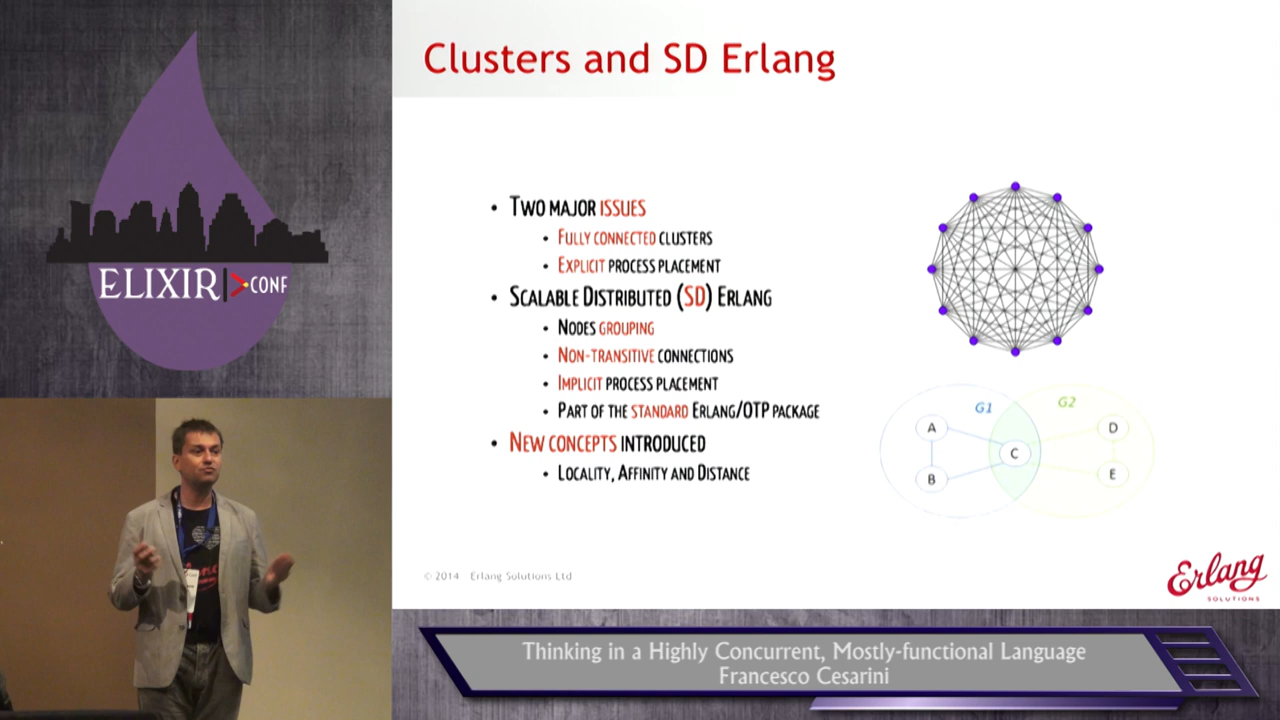 ELIXIR CONF
Clusters and SD Erlang
• Two major issues
• Fully connected clusters
• Explicit process placement
• Scalable Distributed (SD) Erlang
• Nodes grouping
• Non-transitive connections
• Implicit process placement
• Part of the standard Erlang/OTP package
• New concepts introduced
• Locality, Affinity and Distance
G1
G2
A
B
C
D
E
© 2014 Erlang Solutions Ltd
Erlang
SOLUTIONS
Thinking in a Highly Concurrent, Mostly-functional Language
Francesco Cesarini